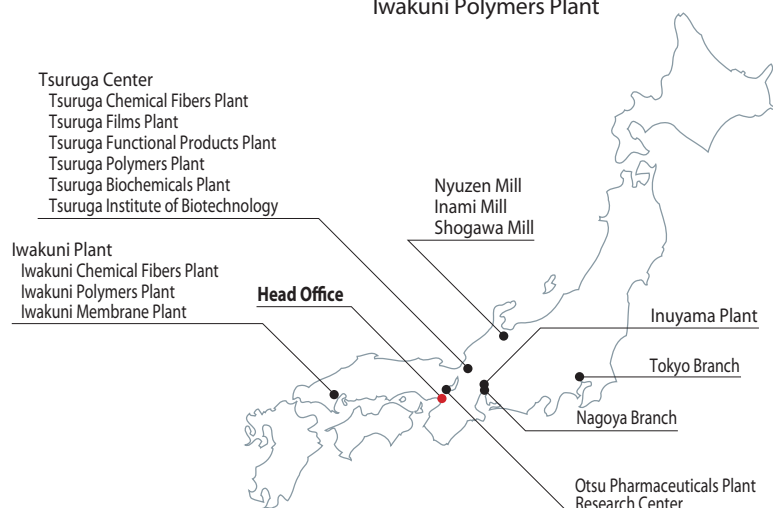 Iwakuni Polymers Plant
Tsuruga Center
Tsuruga Chemical Fibers Plant
Tsuruga Films Plant
Tsuruga Functional Products Plant
Tsuruga Polymers Plant
Tsuruga Biochemicals Plant
Tsuruga Institute of Biotechnology
Nyuzen Mill
Inami Mill
Shogawa Mill
Iwakuni Plant
Iwakuni Chemical Fibers Plant
Iwakuni Polymers Plant
Iwakuni Membrane Plant
Head Office
Inuyama Plant
Tokyo Branch
Nagoya Branch
Otsu Pharmaceuticals Plant
Research Center